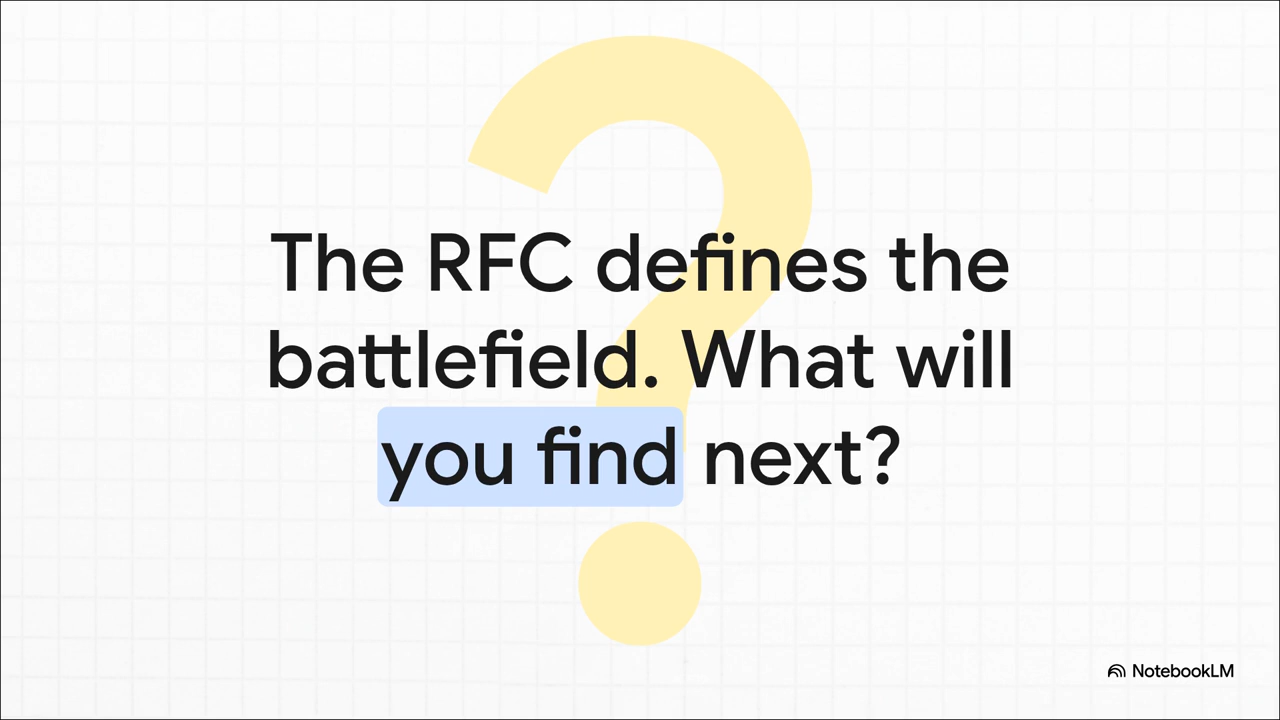 The RFC defines the
battlefield. What will
you find next?
NotebookLM